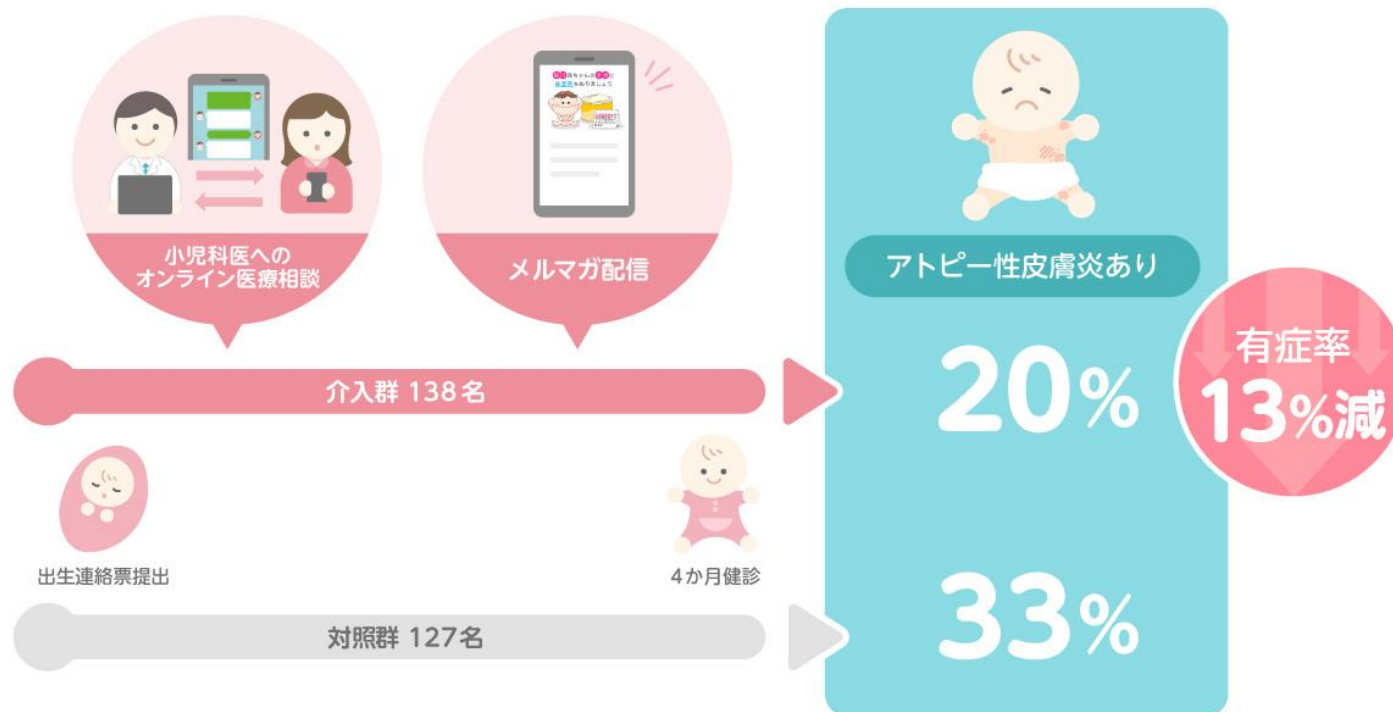 小児科医への
オンライン医療相談
メルマガ配信
アトピー性皮膚炎あり
介入群 138名
20%
有症率
13%減
出生連絡票提出
4か月健診
対照群 127名
33%